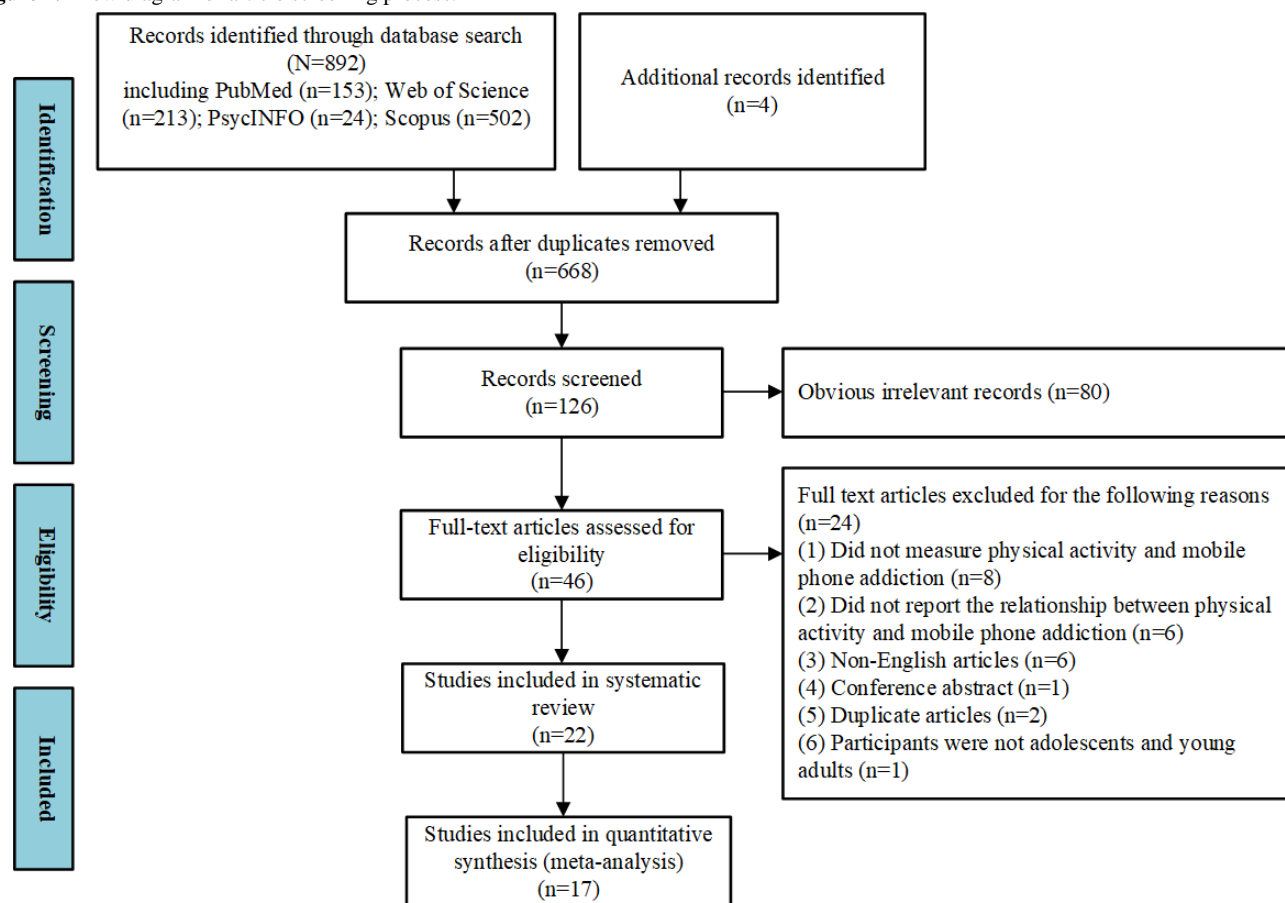 Records identified through database search
(N=892)
including PubMed (n=153); Web of Science
(n=213); PsycINFO (n=24); Scopus (n=502)
Additional records identified
(n=4)
Identification
Records after duplicates removed
(n=668)
Screening
Records screened
(n=126)
Obvious irrelevant records (n=80)
Eligibility
Full-text articles assessed for
eligibility
(n=46)
Full text articles excluded for the following reasons
(n=24)
(1) Did not measure physical activity and mobile
phone addiction (n=8)
(2) Did not report the relationship between physical
activity and mobile phone addiction (n=6)
(3) Non-English articles (n=6)
(4) Conference abstract (n=1)
(5) Duplicate articles (n=2)
(6) Participants were not adolescents and young
adults (n=1)
Studies included in systematic
review
(n=22)
Included
Studies included in quantitative
synthesis (meta-analysis)
(n=17)